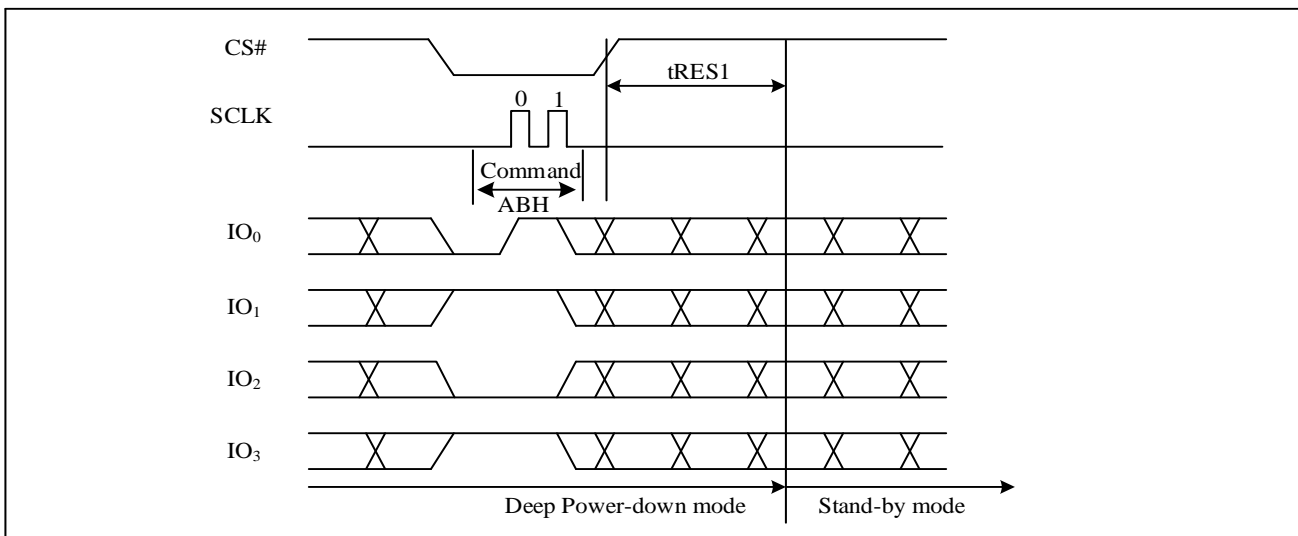 CS#
tRES1
SCLK
0 1
Command
ABH
IO₀
IO₁
IO₂
IO₃
Deep Power-down mode
Stand-by mode